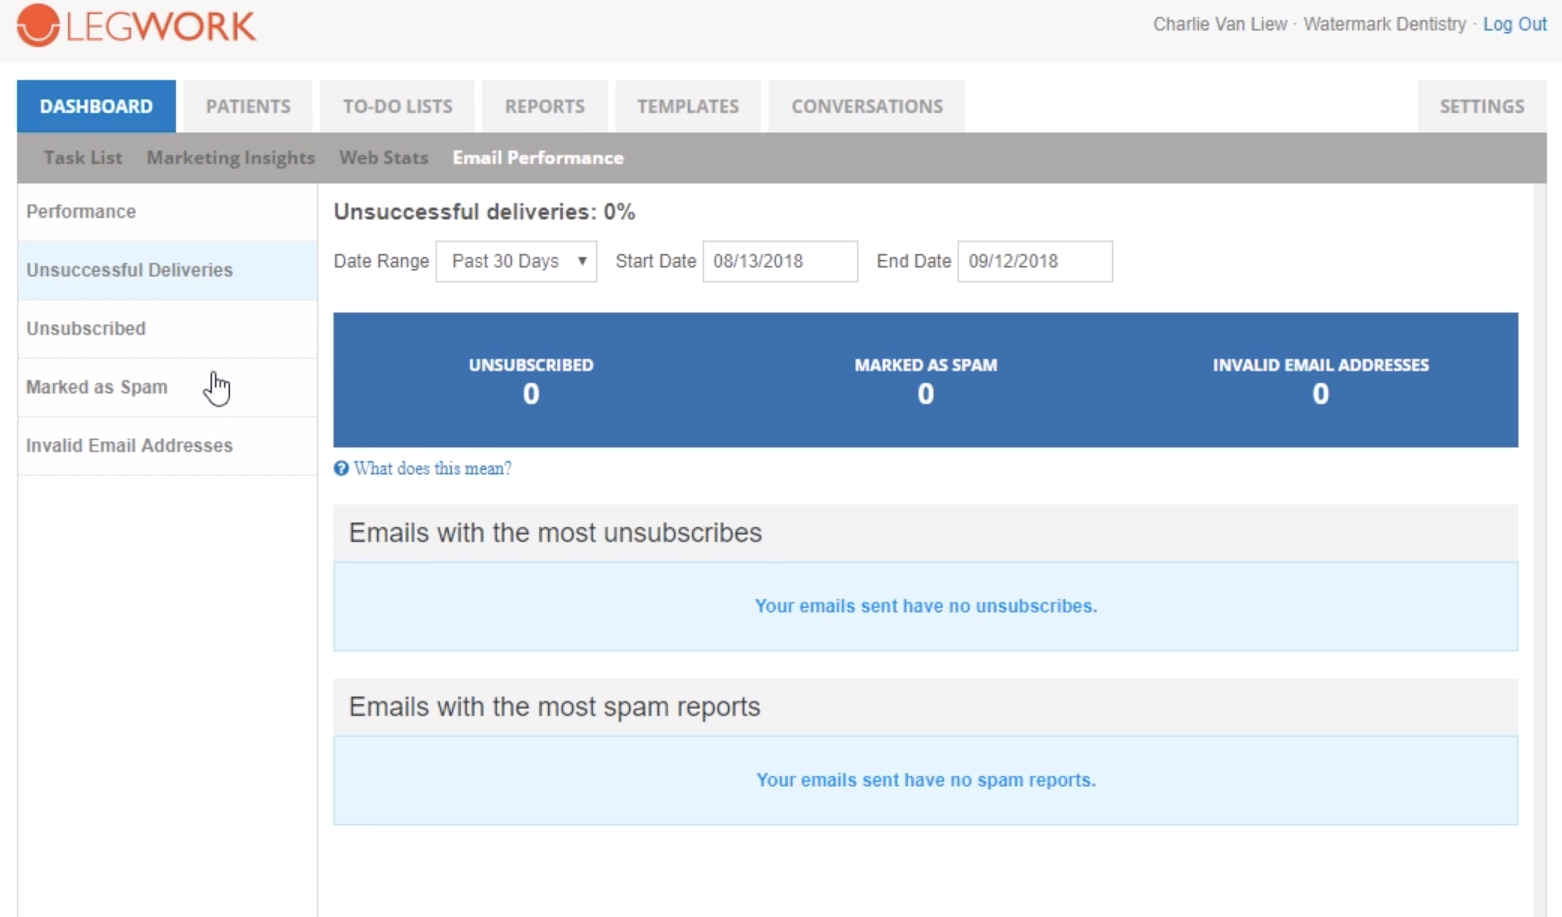 LEGWORK
Charlie Van Liew · Watermark Dentistry · Log Out
DASHBOARD PATIENTS TO-DO LISTS REPORTS TEMPLATES CONVERSATIONS SETTINGS
Task List Marketing Insights Web Stats Email Performance
Performance
Unsuccessful Deliveries
Unsubscribed
Marked as Spam
Invalid Email Addresses
Unsuccessful deliveries: 0%
Date Range Past 30 Days Start Date 08/13/2018 End Date 09/12/2018
UNSUBSCRIBED MARKED AS SPAM INVALID EMAIL ADDRESSES
0 0 0
What does this mean?
Emails with the most unsubscribes
Your emails sent have no unsubscribes.
Emails with the most spam reports
Your emails sent have no spam reports.